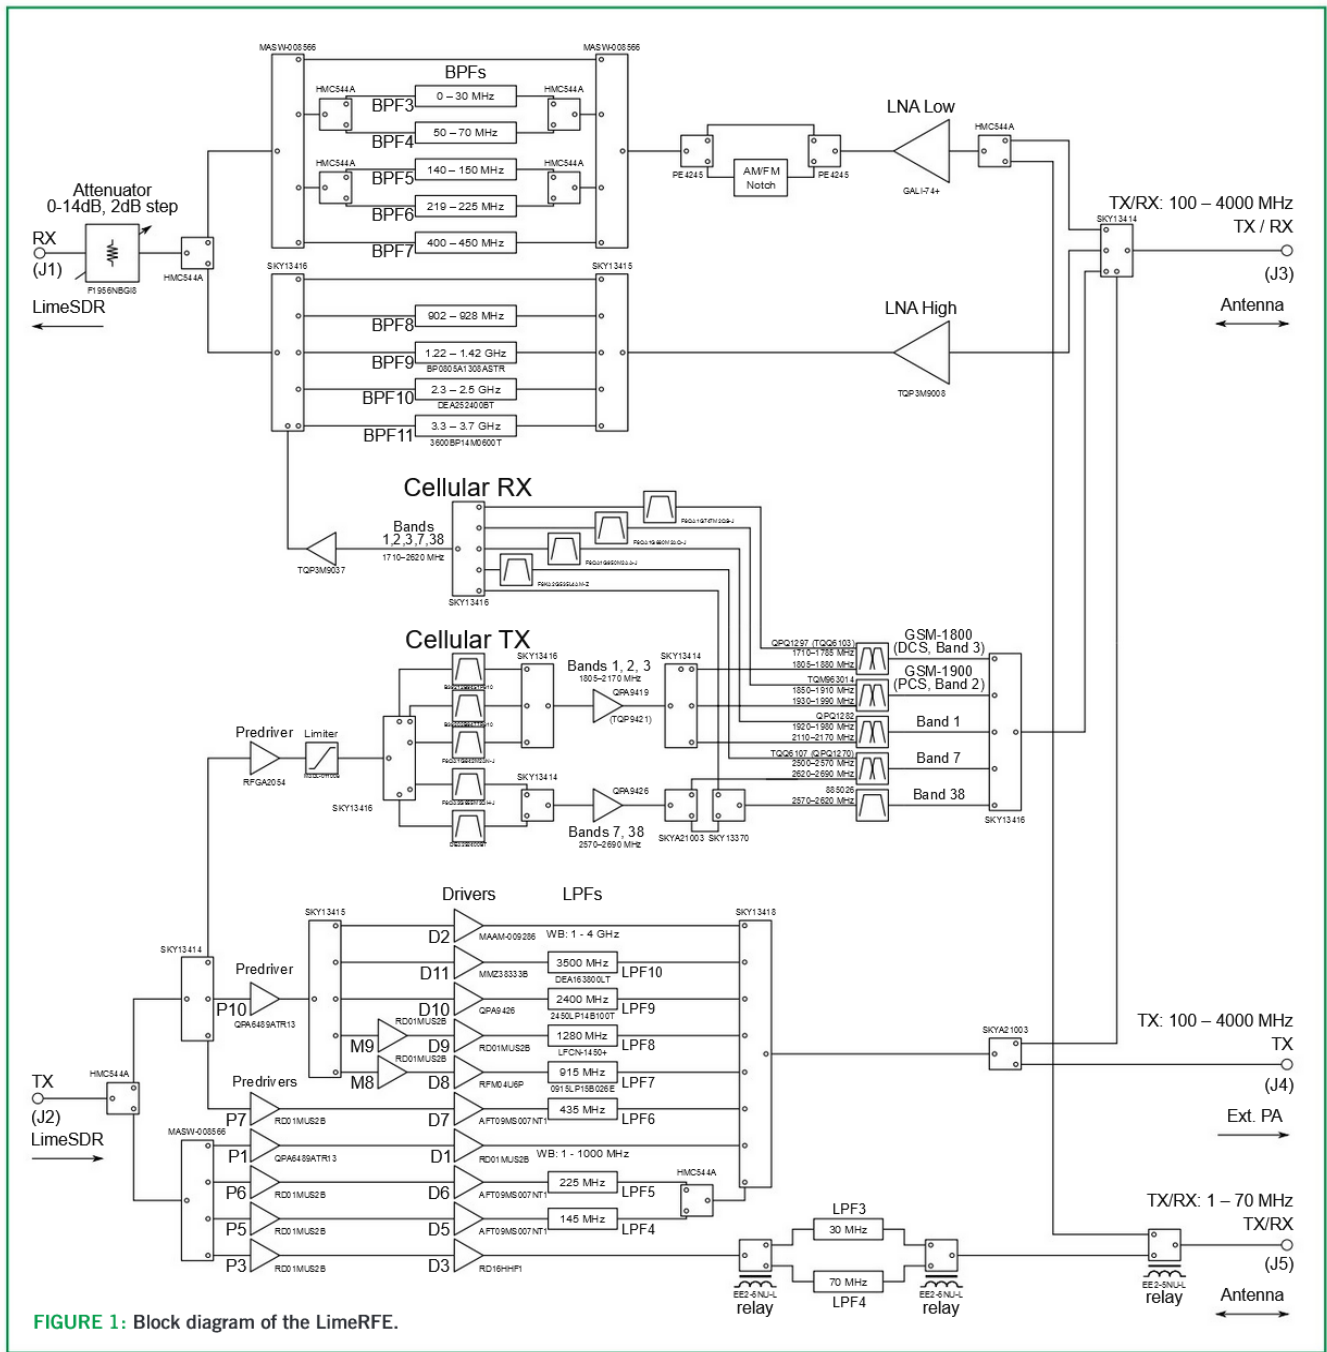 MASW-008566
MASW-008566
BPFs
HMC544A
HMC544A
BPF3
0 – 30 MHz
BPF4
50 – 70 MHz
HMC544A
HMC544A
BPF5
140 – 150 MHz
BPF6
219 – 225 MHz
BPF7
400 – 450 MHz
PE4245
PE4245
AM/FM
Notch
LNA Low
GALI-74+
HMC544A
Attenuator
0-14dB, 2dB step
RX
(J1)
F1956NBGI8
HMC544A
LimeSDR
TX/RX: 100 – 4000 MHz
SKY13414
TX / RX
(J3)
Antenna
SKY13416
SKY13415
BPF8
902 – 928 MHz
BPF9
1.22 – 1.42 GHz
BP0805A1308ASTR
BPF10
2.3 – 2.5 GHz
DEA252400BT
BPF11
3.3 – 3.7 GHz
3600BP14M0600T
LNA High
TQP3M9008
Cellular RX
Bands
1,2,3,7,38
1710–2620 MHz
TQP3M9037
SKY13416
Cellular TX
SKY13416
Bands 1, 2, 3
1805–2170 MHz
QPA9419
(TQP9421)
SKY13414
QPQ1297 (TQQ6103)
1710–1785 MHz
1805–1880 MHz
GSM-1800
(DCS, Band 3)
TQM963014
1850–1910 MHz
1930–1990 MHz
GSM-1900
(PCS, Band 2)
QPQ1282
1920–1980 MHz
2110–2170 MHz
Band 1
TQQ6107 (QPQ1270)
2500–2570 MHz
2620–2690 MHz
Band 7
885026
2570–2620 MHz
Band 38
SKY13416
Predriver
RFGA2054
Limiter
SKY13416
SKY13414
QPA9426
Bands 7, 38
2570–2690 MHz
SKYA21003
SKY13370
Drivers
LPFs
SKY13418
SKY13415
D2
MAAM-009286
WB: 1 - 4 GHz
SKY13414
Predriver
P10
QPA6489ATR13
D11
MMZ38333B
3500 MHz
DEA163800LT
LPF10
D10
QPA9426
2400 MHz
2450LP14B100T
LPF9
M9
RD01MUS2B
D9
RD01MUS2B
1280 MHz
LFCN-1450+
LPF8
M8
RD01MUS2B
D8
RFM04U6P
915 MHz
0915LP15B026E
LPF7
TX: 100 – 4000 MHz
SKYA21003
TX
(J4)
Ext. PA
TX
(J2)
HMC544A
LimeSDR
Predrivers
P7
RD01MUS2B
D7
AFT09MS007NT1
435 MHz
LPF6
MASW-008566
P1
QPA6489ATR13
D1
RD01MUS2B
WB: 1 - 1000 MHz
P6
RD01MUS2B
D6
AFT09MS007NT1
225 MHz
LPF5
HMC544A
P5
RD01MUS2B
D5
AFT09MS007NT1
145 MHz
LPF4
P3
RD01MUS2B
D3
RD16HHF1
LPF3
30 MHz
70 MHz
LPF4
EE2-5NU-L
relay
EE2-5NU-L
relay
TX/RX: 1 – 70 MHz
TX/RX
(J5)
EE2-5NU-L
relay
Antenna
FIGURE 1: Block diagram of the LimeRFE.